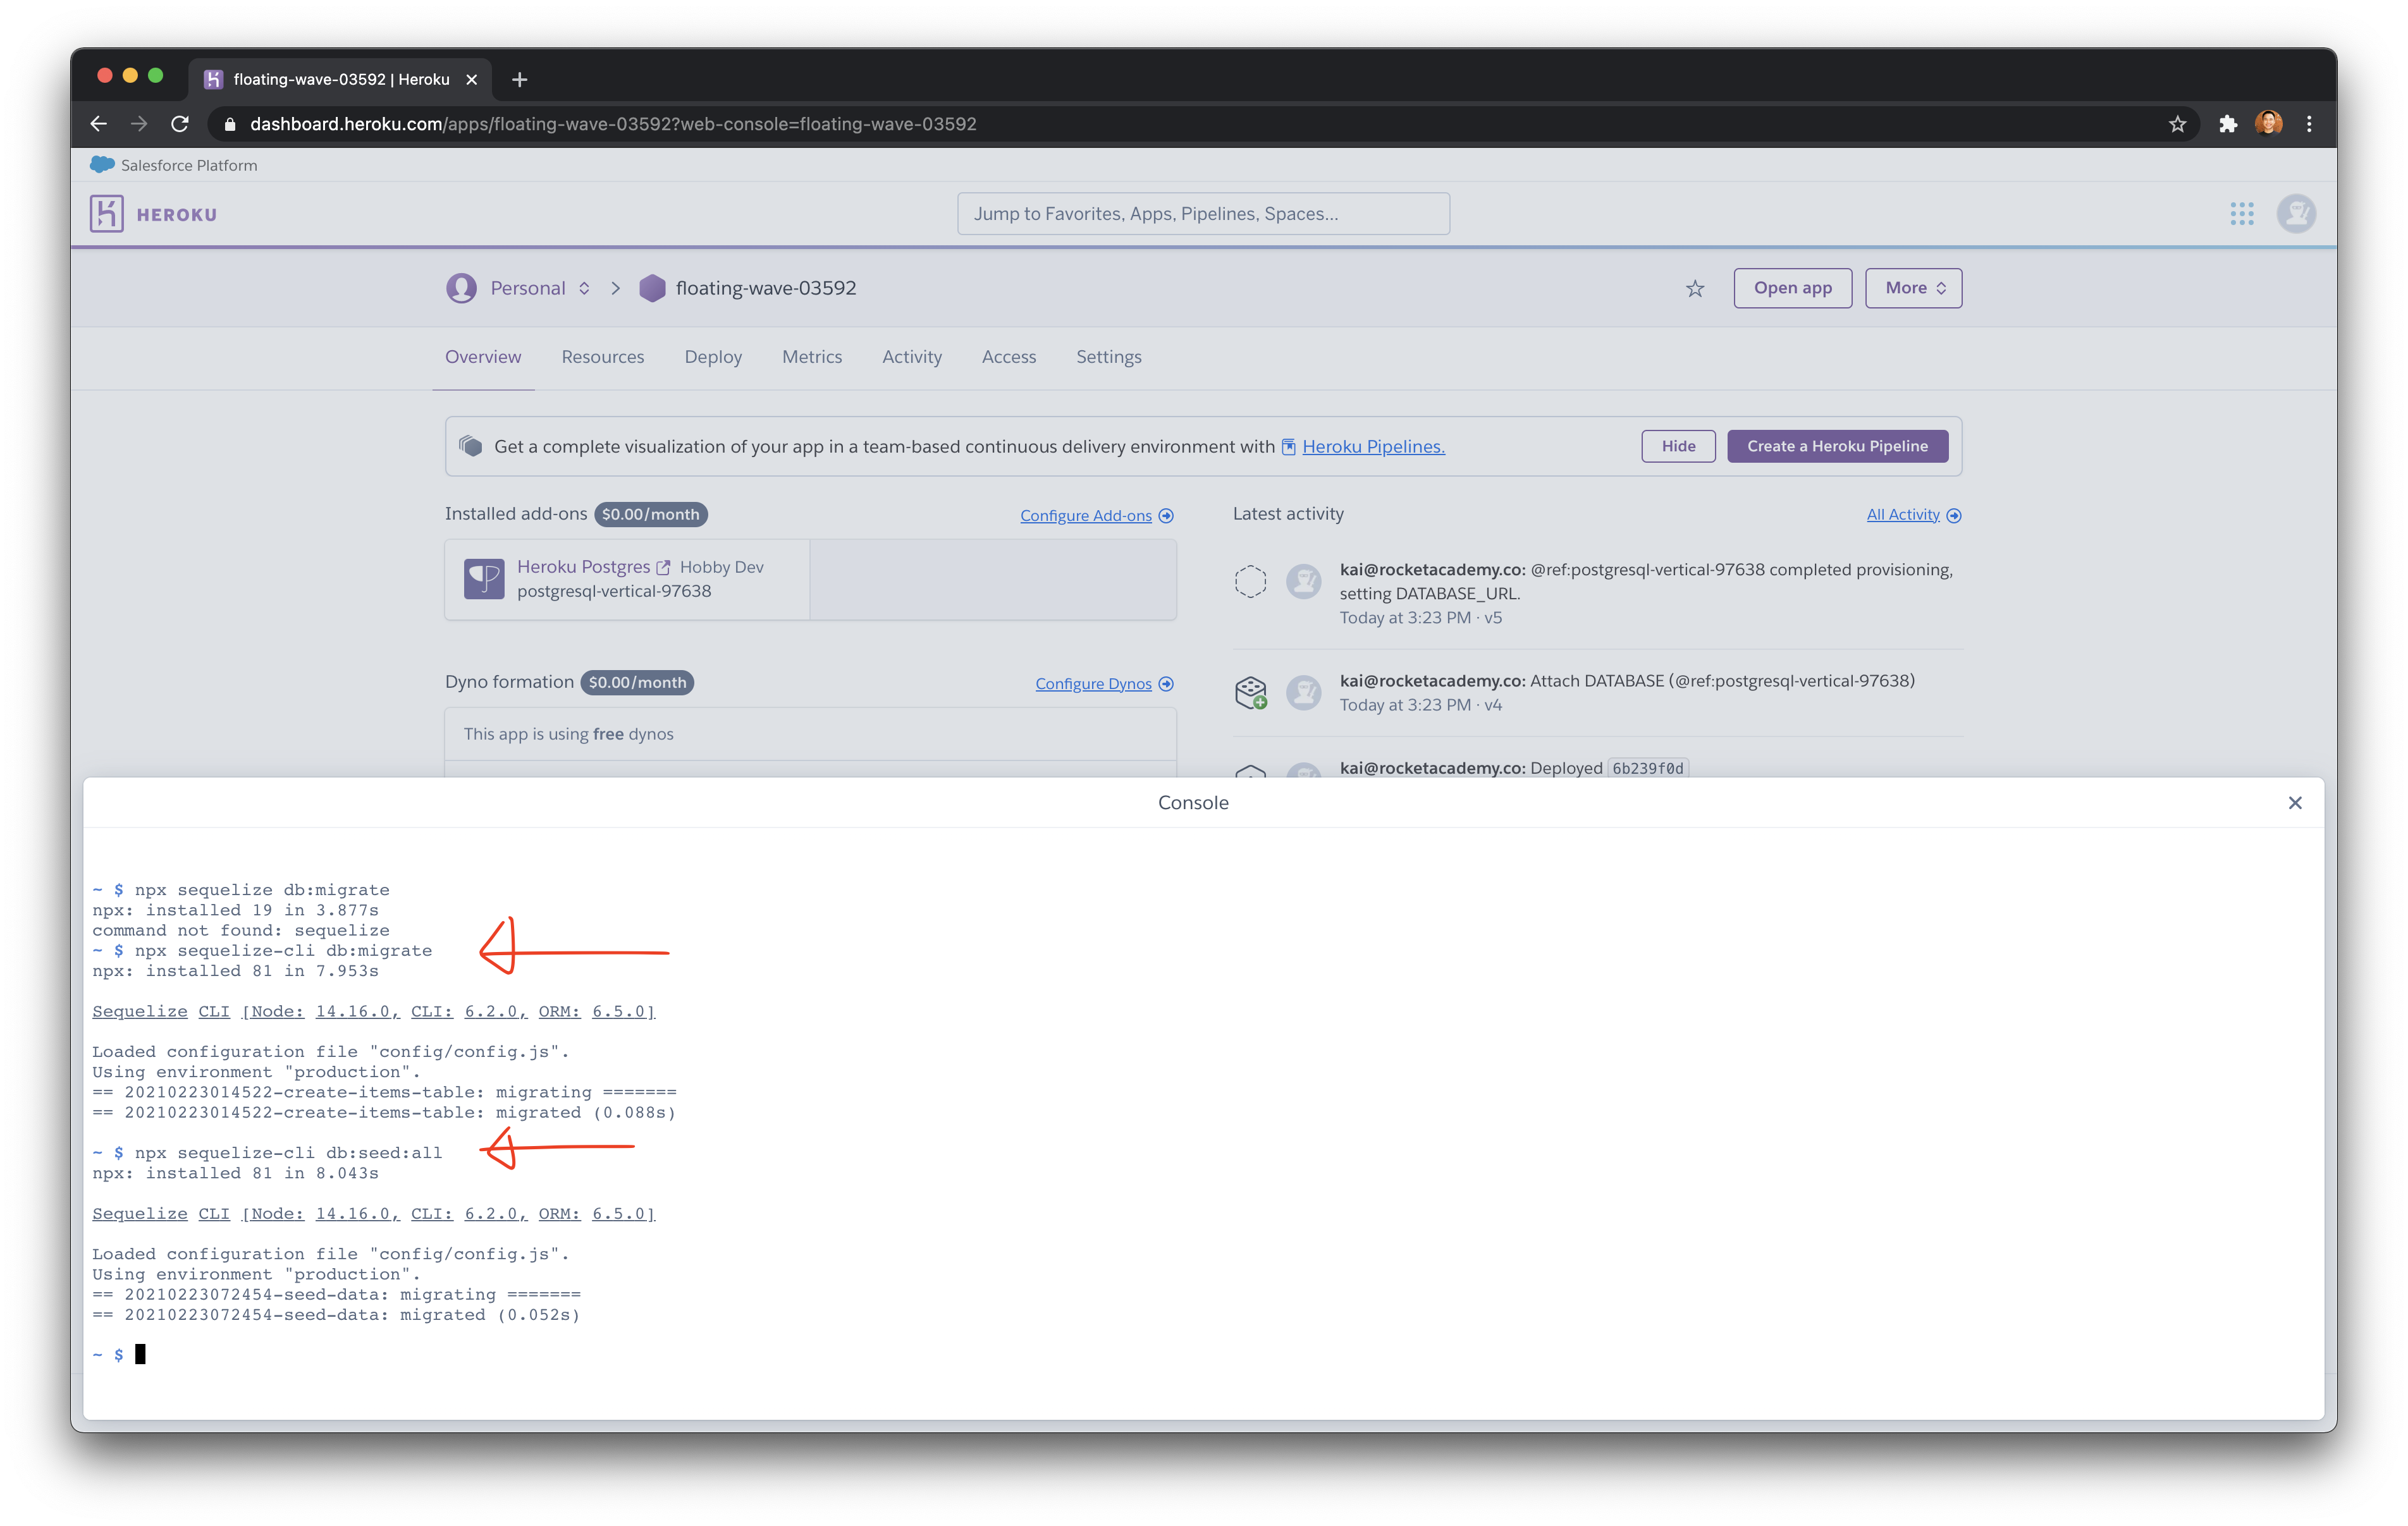 floating-wave-03592 | Heroku
dashboard.heroku.com/apps/floating-wave-03592?web-console=floating-wave-03592
Salesforce Platform
HEROKU
Jump to Favorites, Apps, Pipelines, Spaces...
Personal floating-wave-03592
Open app
More
Overview Resources Deploy Metrics Activity Access Settings
Get a complete visualization of your app in a team-based continuous delivery environment with Heroku Pipelines.
Hide
Create a Heroku Pipeline
Installed add-ons $0.00/month
Configure Add-ons
Heroku Postgres Hobby Dev
postgresql-vertical-97638
Dyno formation $0.00/month
Configure Dynos
This app is using free dynos
Latest activity
All Activity
kai@rocketacademy.co: @ref:postgresql-vertical-97638 completed provisioning,
setting DATABASE_URL.
Today at 3:23 PM · v5
kai@rocketacademy.co: Attach DATABASE (@ref:postgresql-vertical-97638)
Today at 3:23 PM · v4
kai@rocketacademy.co: Deployed 6b239f0d
Console
~ $ npx sequelize db:migrate
npx: installed 19 in 3.877s
command not found: sequelize
~ $ npx sequelize-cli db:migrate
npx: installed 81 in 7.953s
Sequelize CLI [Node: 14.16.0, CLI: 6.2.0, ORM: 6.5.0]
Loaded configuration file "config/config.js".
Using environment "production".
== 20210223014522-create-items-table: migrating =======
== 20210223014522-create-items-table: migrated (0.088s)
~ $ npx sequelize-cli db:seed:all
npx: installed 81 in 8.043s
Sequelize CLI [Node: 14.16.0, CLI: 6.2.0, ORM: 6.5.0]
Loaded configuration file "config/config.js".
Using environment "production".
== 20210223072454-seed-data: migrating =======
== 20210223072454-seed-data: migrated (0.052s)
~ $